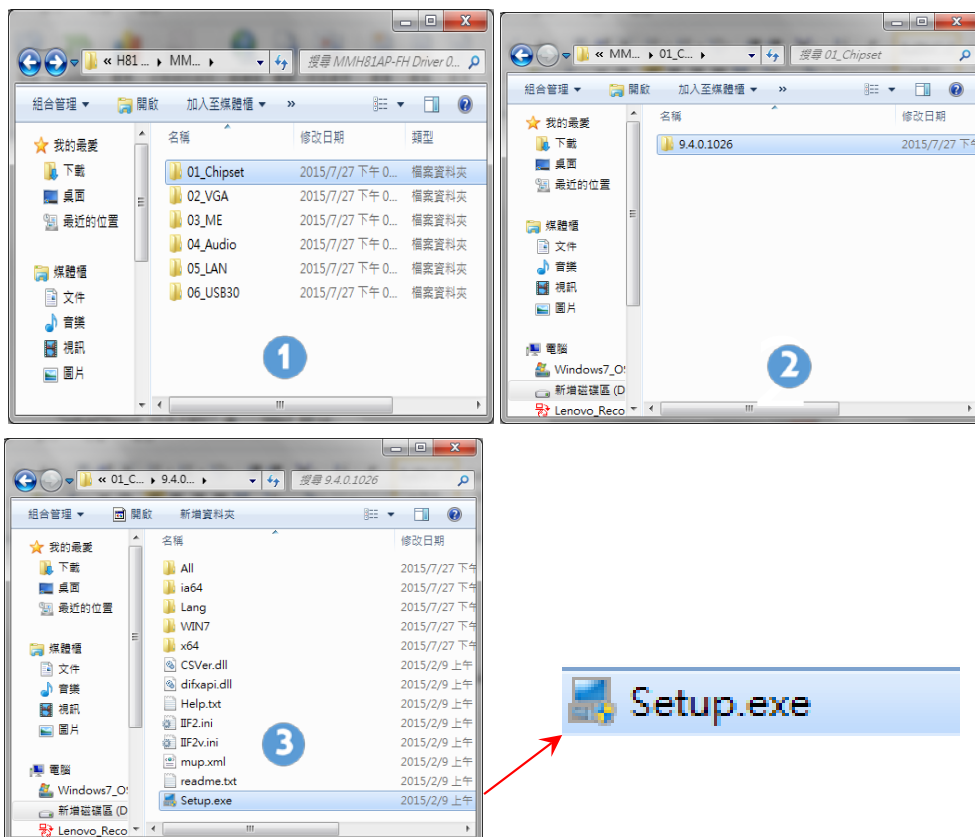 « H81 ... ▸ MM... ▸
搜尋 MMH81AP-FH Driver 0...
組合管理 ▼ 開啟 加入至媒體櫃 ▼ »
我的最愛
下載
桌面
最近的位置
媒體櫃
文件
音樂
視訊
圖片
名稱 修改日期 類型
01_Chipset 2015/7/27 下午 0... 檔案資料夾
02_VGA 2015/7/27 下午 0... 檔案資料夾
03_ME 2015/7/27 下午 0... 檔案資料夾
04_Audio 2015/7/27 下午 0... 檔案資料夾
05_LAN 2015/7/27 下午 0... 檔案資料夾
06_USB30 2015/7/27 下午 0... 檔案資料夾
1
« MM... ▸ 01_C... ▸
搜尋 01_Chipset
組合管理 ▼ 開啟 加入至媒體櫃 ▼ »
我的最愛
下載
桌面
最近的位置
媒體櫃
文件
音樂
視訊
圖片
電腦
Windows7_OS
新增磁碟區 (D
Lenovo_Reco
名稱 修改日期
9.4.0.1026 2015/7/27 下午
2
« 01_C... ▸ 9.4.0... ▸
搜尋 9.4.0.1026
組合管理 ▼ 開啟 新增資料夾
我的最愛
下載
桌面
最近的位置
媒體櫃
文件
音樂
視訊
圖片
電腦
Windows7_OS
新增磁碟區 (D
Lenovo_Reco
名稱 修改日期
All 2015/7/27 下午
ia64 2015/7/27 下午
Lang 2015/7/27 下午
WIN7 2015/7/27 下午
x64 2015/7/27 下午
CSVer.dll 2015/2/9 上午
difxapi.dll 2015/2/9 上午
Help.txt 2015/2/9 上午
IIF2.ini 2015/2/9 上午
IIF2v.ini 2015/2/9 上午
mup.xml 2015/2/9 上午
readme.txt 2015/2/9 上午
Setup.exe 2015/2/9 上午
3
Setup.exe